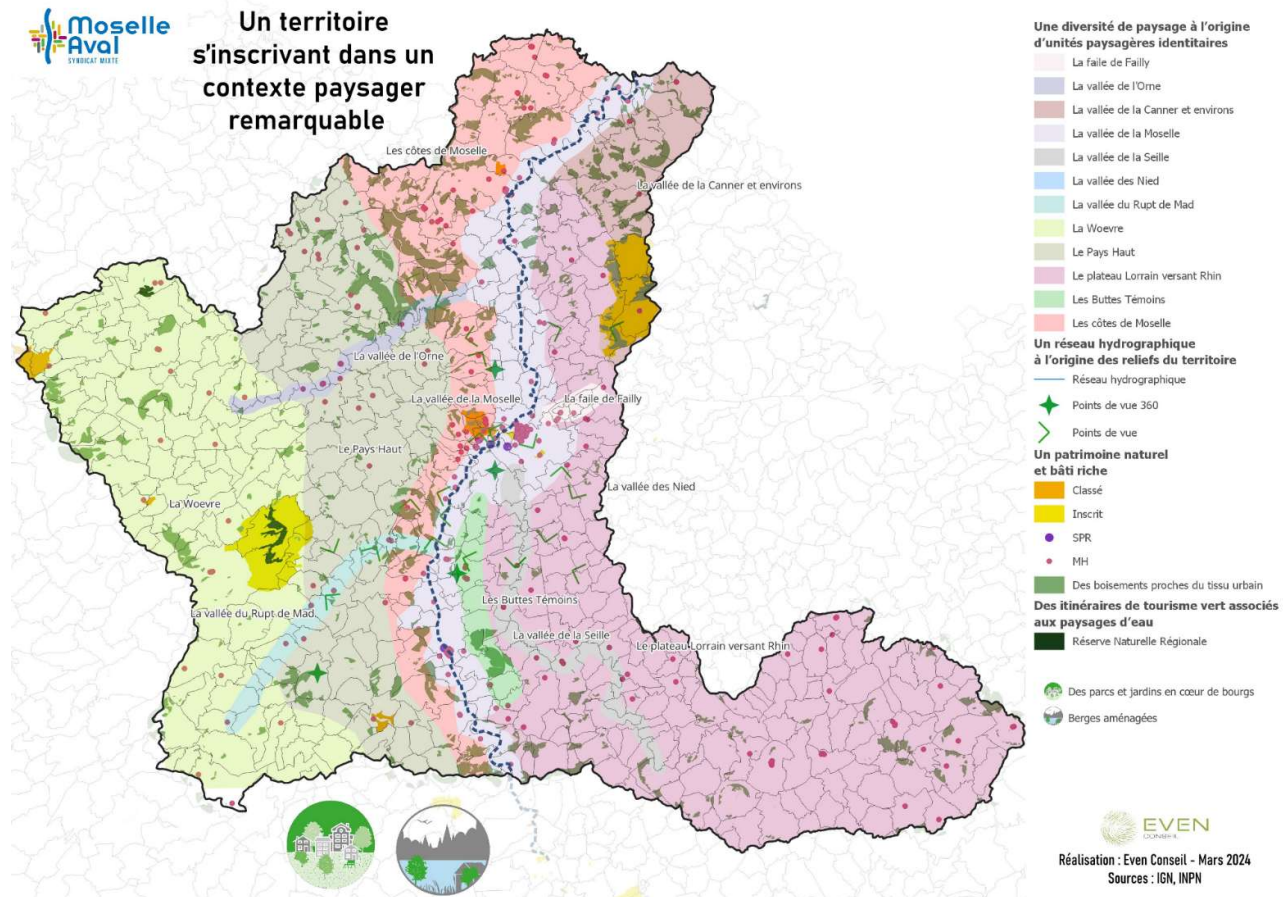 Moselle
Aval
SYNDICAT MIXTE
Un territoire
s'inscrivant dans un
contexte paysager
remarquable
Les côtes de Moselle
La vallée de la Canner et environs
La vallée de l'Orne
La vallée de la Moselle
La faile de Failly
Le Pays Haut
La vallée des Nied
La Woevre
La vallée du Rupt de Mad
Les Buttes Témoins
La vallée de la Seille
Le plateau Lorrain versant Rhin
Une diversité de paysage à l'origine
d'unités paysagères identitaires
La faile de Failly
La vallée de l'Orne
La vallée de la Canner et environs
La vallée de la Moselle
La vallée de la Seille
La vallée des Nied
La vallée du Rupt de Mad
La Woevre
Le Pays Haut
Le plateau Lorrain versant Rhin
Les Buttes Témoins
Les côtes de Moselle
Un réseau hydrographique
à l'origine des reliefs du territoire
Réseau hydrographique
Points de vue 360
Points de vue
Un patrimoine naturel
et bâti riche
Classé
Inscrit
SPR
MH
Des boisements proches du tissu urbain
Des itinéraires de tourisme vert associés
aux paysages d'eau
Réserve Naturelle Régionale
Des parcs et jardins en cœur de bourgs
Berges aménagées
EVEN
CONSEIL
Réalisation : Even Conseil - Mars 2024
Sources : IGN, INPN